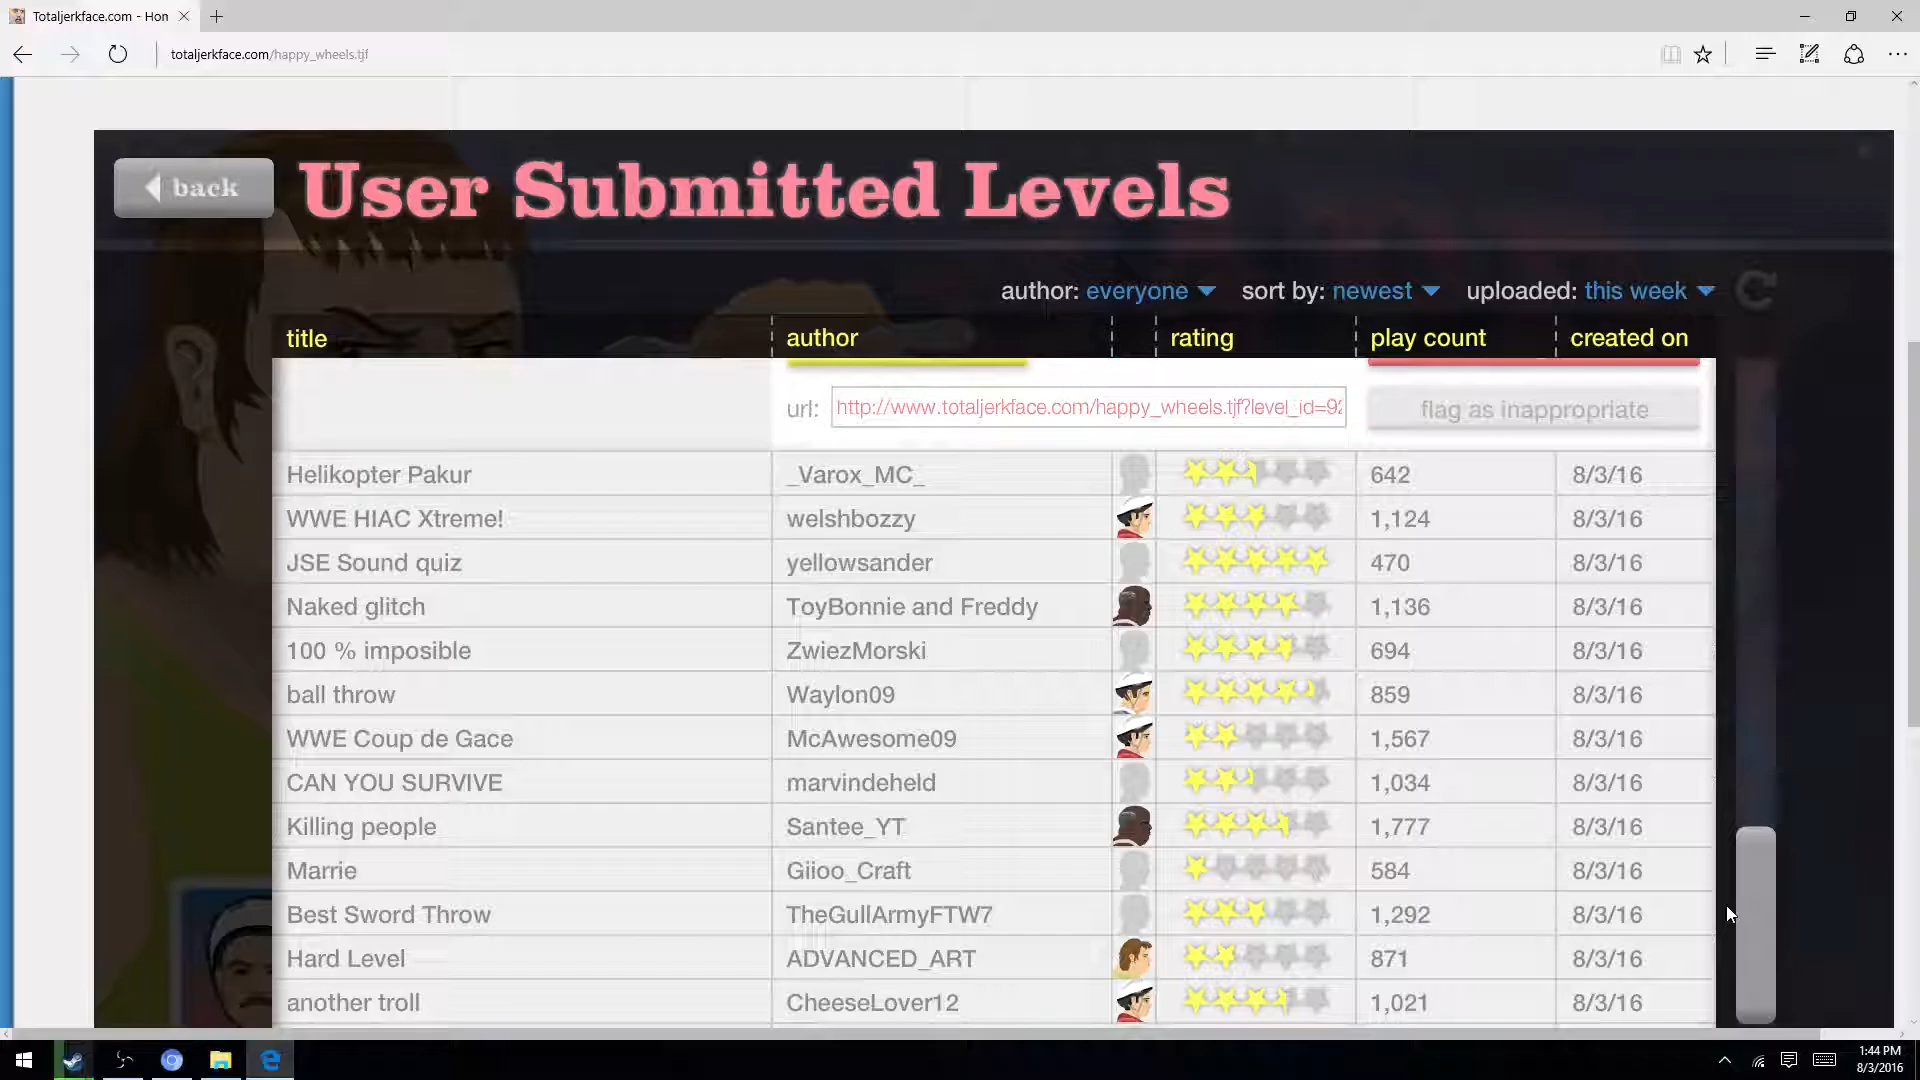 Totaljerkface.com - Hon
totaljerkface.com/happy_wheels.tjf
back
User Submitted Levels
author: everyone sort by: newest uploaded: this week
title author rating play count created on
url: http://www.totaljerkface.com/happy_wheels.tjf?level_id=92 flag as inappropriate
Helikopter Pakur _Varox_MC_ 642 8/3/16
WWE HIAC Xtreme! welshbozzy 1,124 8/3/16
JSE Sound quiz yellowsander 470 8/3/16
Naked glitch ToyBonnie and Freddy 1,136 8/3/16
100 % imposible ZwiezMorski 694 8/3/16
ball throw Waylon09 859 8/3/16
WWE Coup de Gace McAwesome09 1,567 8/3/16
CAN YOU SURVIVE marvindeheld 1,034 8/3/16
Killing people Santee_YT 1,777 8/3/16
Marrie Giioo_Craft 584 8/3/16
Best Sword Throw TheGullArmyFTW7 1,292 8/3/16
Hard Level ADVANCED_ART 871 8/3/16
another troll CheeseLover12 1,021 8/3/16
1:44 PM
8/3/2016